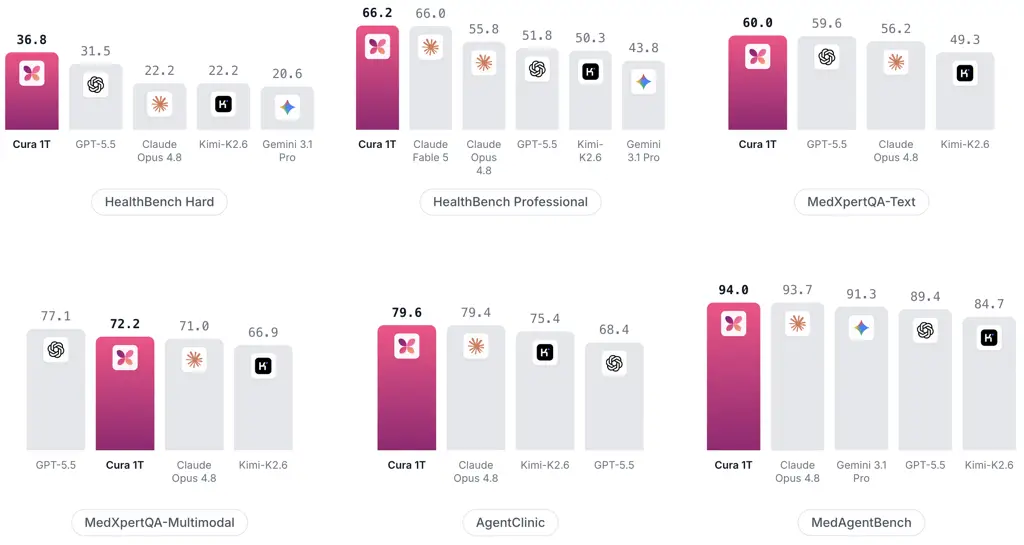 36.8
31.5
22.2
22.2
20.6
Cura 1T
GPT-5.5
Claude
Opus 4.8
Kimi-K2.6
Gemini 3.1
Pro
HealthBench Hard
66.2
66.0
55.8
51.8
50.3
43.8
Cura 1T
Claude
Fable 5
Claude
Opus
4.8
GPT-5.5
Kimi-
K2.6
Gemini
3.1 Pro
HealthBench Professional
60.0
59.6
56.2
49.3
Cura 1T
GPT-5.5
Claude
Opus 4.8
Kimi-K2.6
MedXpertQA-Text
77.1
72.2
71.0
66.9
GPT-5.5
Cura 1T
Claude
Opus 4.8
Kimi-K2.6
MedXpertQA-Multimodal
79.6
79.4
75.4
68.4
Cura 1T
Claude
Opus 4.8
Kimi-K2.6
GPT-5.5
AgentClinic
94.0
93.7
91.3
89.4
84.7
Cura 1T
Claude
Opus 4.8
Gemini 3.1
Pro
GPT-5.5
Kimi-K2.6
MedAgentBench